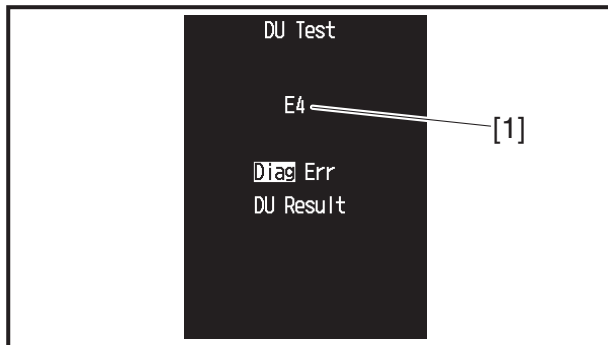 DU Test
E4
[1]
Diag Err
DU Result